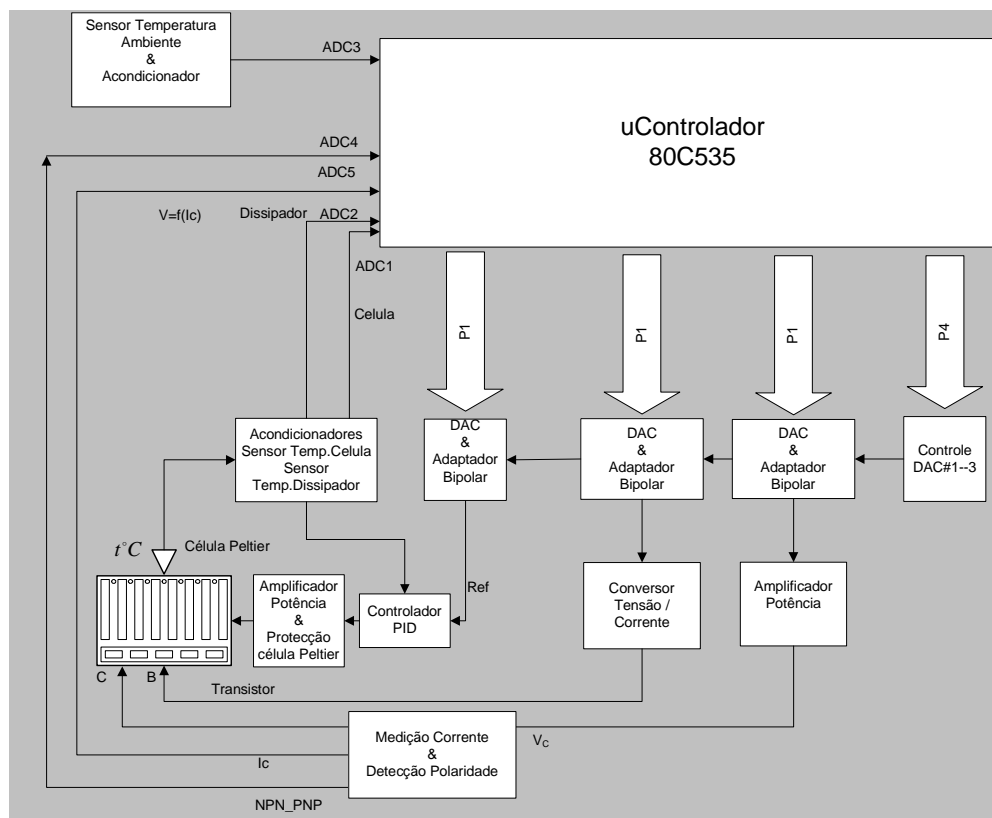 Sensor Temperatura
Ambiente
&
Acondicionador
ADC3
uControlador
80C535
ADC4
ADC5
V=f(Ic)
Dissipador
ADC2
ADC1
Celula
P1
P1
P1
P4
Acondicionadores
Sensor Temp.Celula
Sensor
Temp.Dissipador
DAC
&
Adaptador
Bipolar
DAC
&
Adaptador
Bipolar
DAC
&
Adaptador
Bipolar
Controle
DAC#1--3
t°C
Célula Peltier
Ref
Amplificador
Potência
&
Protecção
célula Peltier
Controlador
PID
Conversor
Tensão /
Corrente
Amplificador
Potência
C
B
Transistor
Medição Corrente
&
Detecção Polaridade
Vc
Ic
NPN_PNP